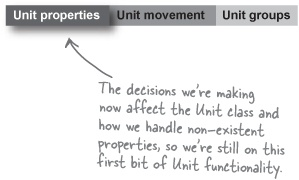 Unit properties Unit movement Unit groups
The decisions we're making
now affect the Unit class and
how we handle non-existent
properties, so we're still on this
first bit of Unit functionality.